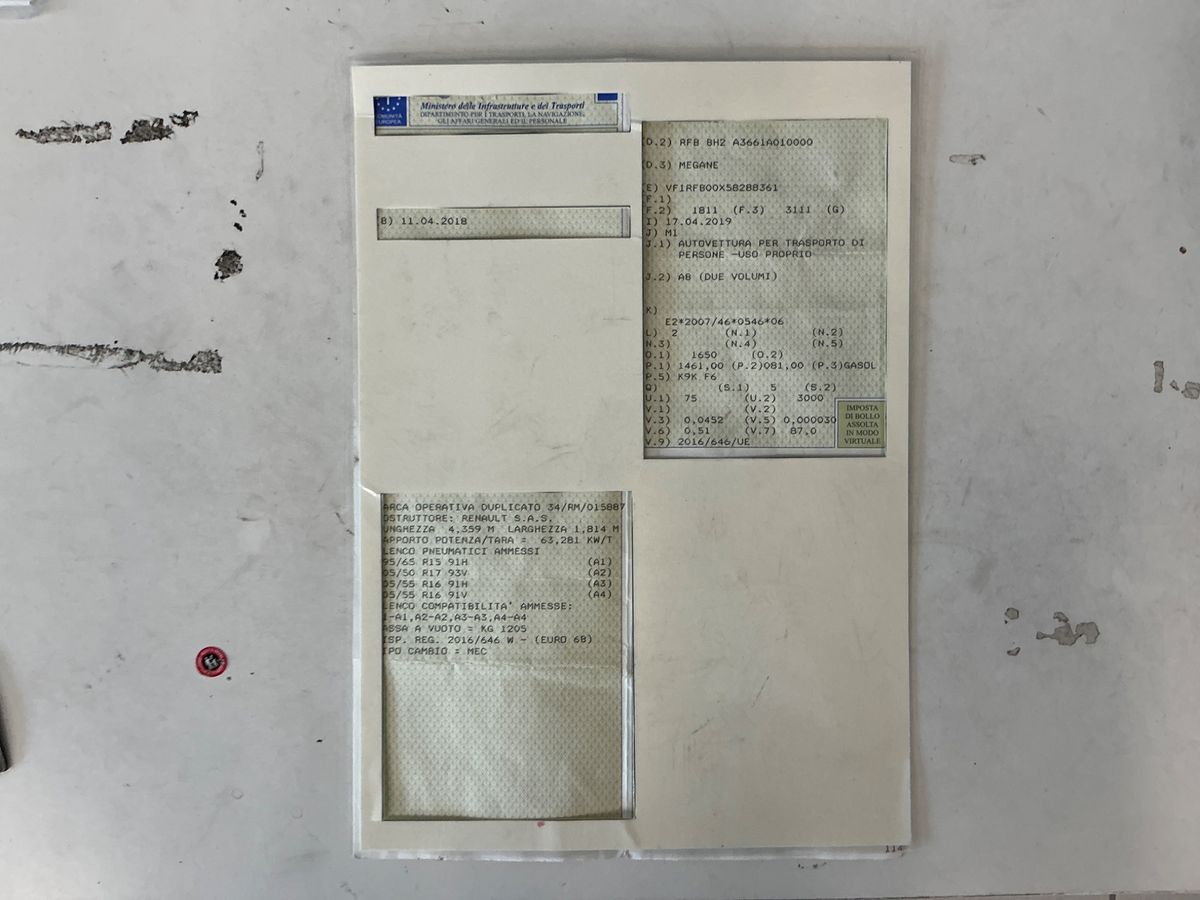 COMUNITÀ
EUROPEA
Ministero delle Infrastrutture e dei Trasporti
DIPARTIMENTO PER I TRASPORTI, LA NAVIGAZIONE,
GLI AFFARI GENERALI ED IL PERSONALE
B) 11.04.2018
ARCA OPERATIVA DUPLICATO 34/RM/015887
OSTRUTTORE: RENAULT S.A.S.
UNGHEZZA 4,359 M LARGHEZZA 1,814 M
APPORTO POTENZA/TARA = 63,281 KW/T
LENCO PNEUMATICI AMMESSI
95/65 R15 91H (A1)
05/50 R17 93V (A2)
05/55 R16 91H (A3)
05/55 R16 91V (A4)
LENCO COMPATIBILITA' AMMESSE:
1-A1,A2-A2,A3-A3,A4-A4
ASSA A VUOTO = KG 1205
ISP. REG. 2016/646 W - (EURO 6B)
IPO CAMBIO = MEC
(D.2) RFB BH2 A3661A010000
(D.3) MEGANE
(E) VF1RFB00X58288361
(F.1)
(F.2) 1811 (F.3) 3111 (G)
I) 17.04.2019
J) M1
J.1) AUTOVETTURA PER TRASPORTO DI
PERSONE -USO PROPRIO
J.2) AB (DUE VOLUMI)
K)
E2*2007/46*0546*06
L) 2 (N.1) (N.2)
N.3) (N.4) (N.5)
O.1) 1650 (O.2)
P.1) 1461,00 (P.2)081,00 (P.3)GASOL
P.5) K9K F6
Q) (S.1) 5 (S.2)
U.1) 75 (U.2) 3000
V.1) (V.2)
V.3) 0,0452 (V.5) 0,000030
V.6) 0,51 (V.7) 87,0
V.9) 2016/646/UE
IMPOSTA
DI BOLLO
ASSOLTA
IN MODO
VIRTUALE
114